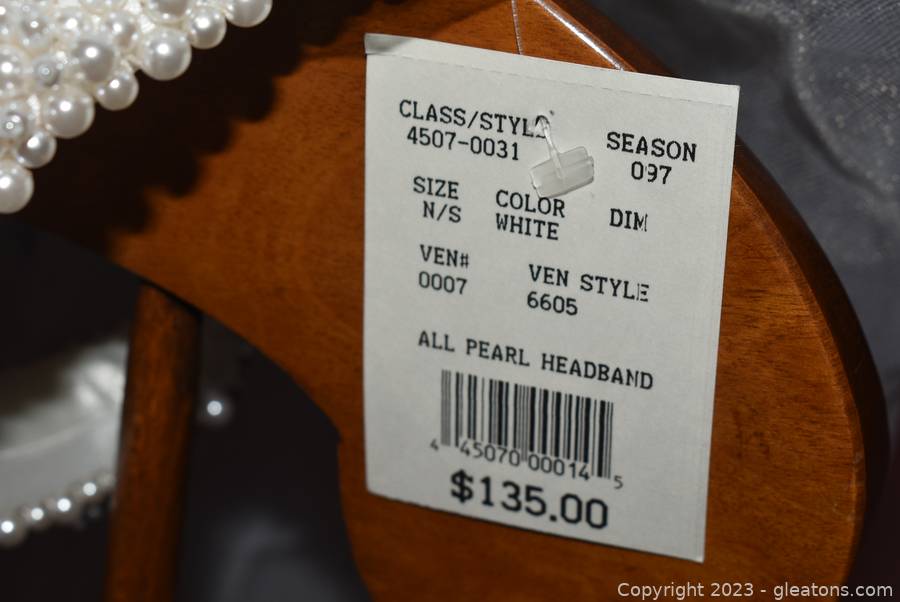 CLASS/STYLE
4507-0031
SEASON
097
SIZE
N/S
COLOR
WHITE
DIM
VEN#
0007
VEN STYLE
6605
ALL PEARL HEADBAND
4 45070 00014 5
$135.00
Copyright 2023 - gleatons.com